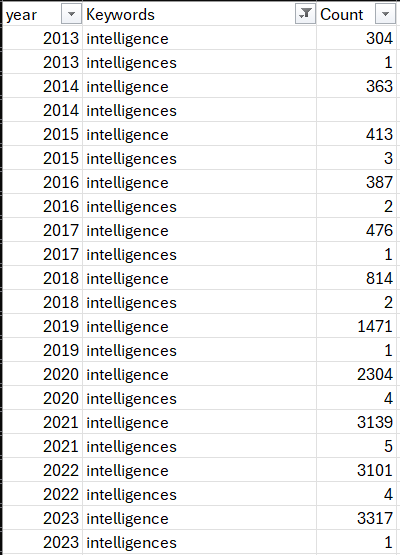 year Keywords Count
2013 intelligence 304
2013 intelligences 1
2014 intelligence 363
2014 intelligences
2015 intelligence 413
2015 intelligences 3
2016 intelligence 387
2016 intelligences 2
2017 intelligence 476
2017 intelligences 1
2018 intelligence 814
2018 intelligences 2
2019 intelligence 1471
2019 intelligences 1
2020 intelligence 2304
2020 intelligences 4
2021 intelligence 3139
2021 intelligences 5
2022 intelligence 3101
2022 intelligences 4
2023 intelligence 3317
2023 intelligences 1